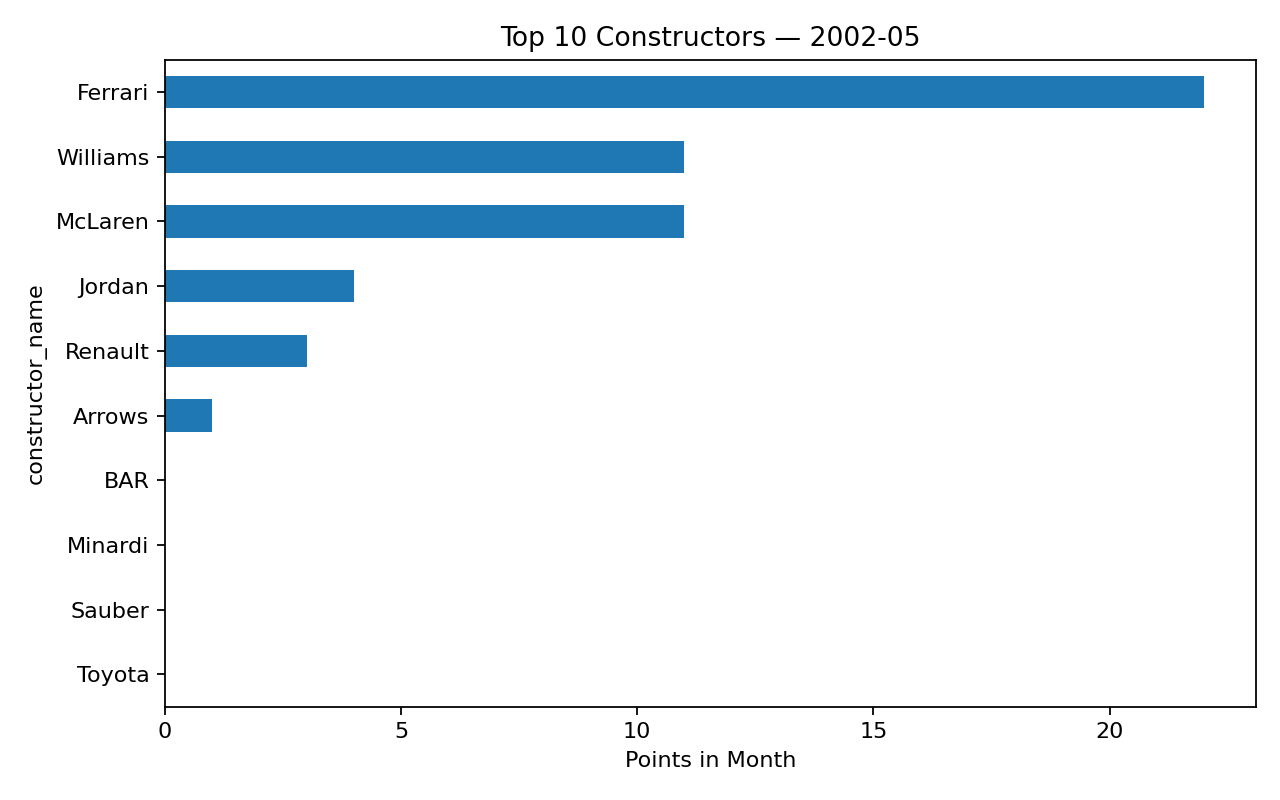 Top 10 Constructors — 2002-05
constructor_name
Ferrari
Williams
McLaren
Jordan
Renault
Arrows
BAR
Minardi
Sauber
Toyota
0 5 10 15 20
Points in Month